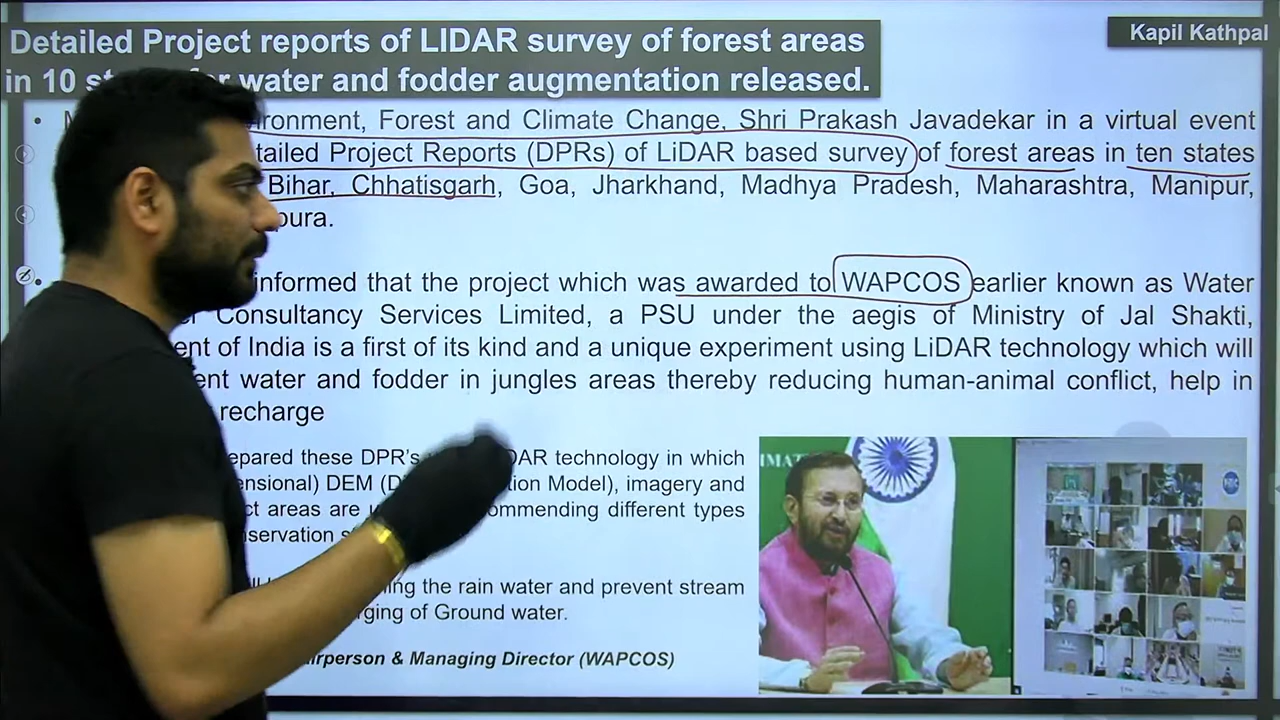 Detailed Project reports of LIDAR survey of forest areas
Kapil Kathpal
in 10 water and fodder augmentation released.
ironment, Forest and Climate Change, Shri Prakash Javadekar in a virtual event
tailed Project Reports (DPRs) of LiDAR based survey of forest areas in ten states
Bihar, Chhatisgarh, Goa, Jharkhand, Madhya Pradesh, Maharashtra, Manipur,
pura.
informed that the project which was awarded to WAPCOS earlier known as Water
Consultancy Services Limited, a PSU under the aegis of Ministry of Jal Shakti,
ent of India is a first of its kind and a unique experiment using LiDAR technology which will
ent water and fodder in jungles areas thereby reducing human-animal conflict, help in
recharge
epared these DPR's DAR technology in which
ensional) DEM (D tion Model), imagery and
ct areas are ommending different types
nservation s
ing the rain water and prevent stream
rging of Ground water.
airperson & Managing Director (WAPCOS)